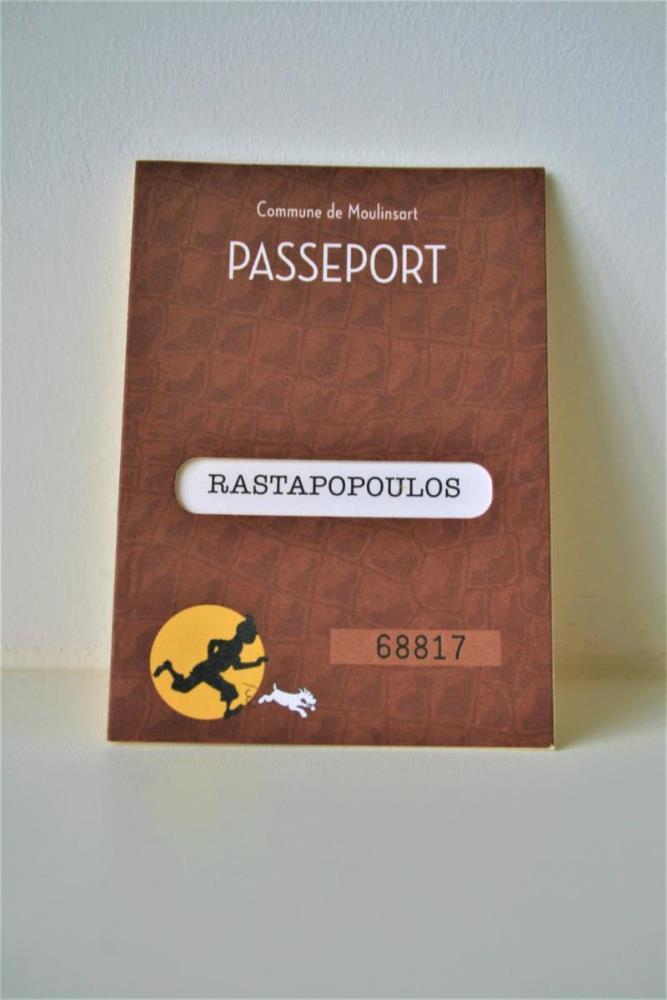 Commune de Moulinsart
PASSEPORT
RASTAPOPOULOS
68817